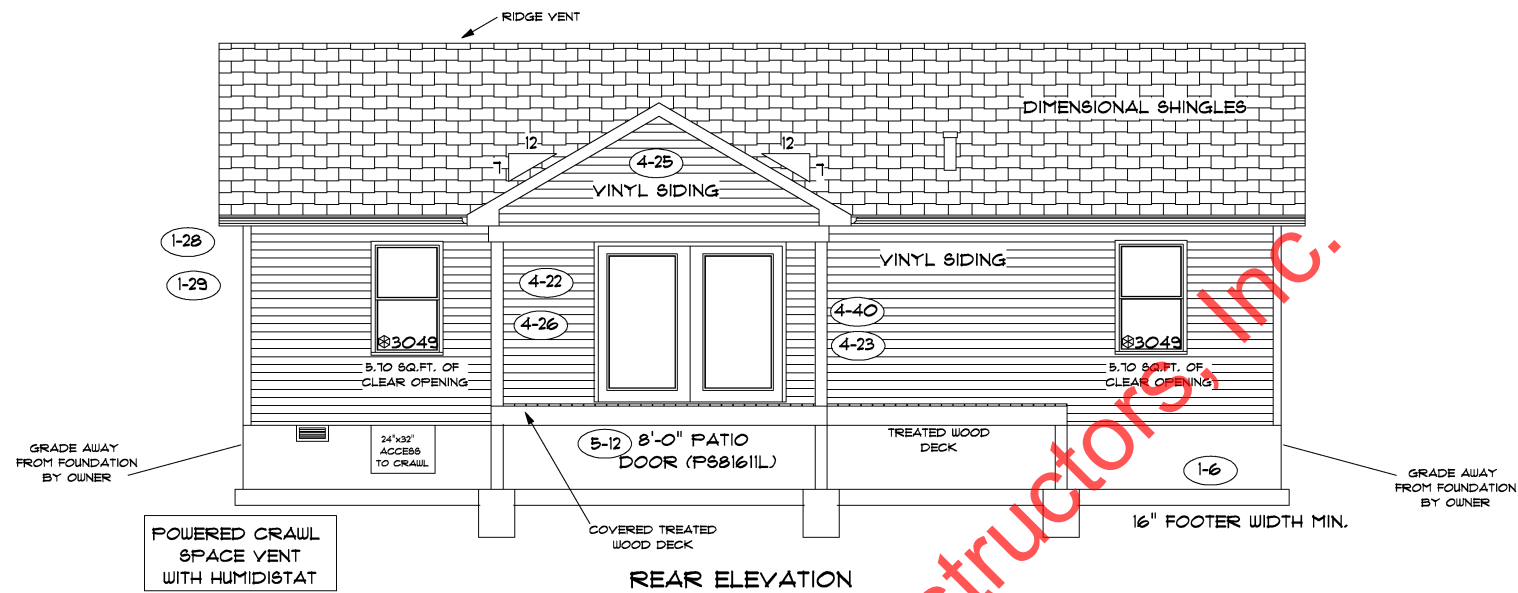 RIDGE VENT
DIMENSIONAL SHINGLES
12
7
12
7
4-25
VINYL SIDING
1-28
1-29
4-22
4-26
VINYL SIDING
4-40
4-23
3049
3049
5.70 SQ.FT. OF
CLEAR OPENING
5.70 SQ.FT. OF
CLEAR OPENING
GRADE AWAY
FROM FOUNDATION
BY OWNER
24"x32"
ACCESS
TO CRAWL
5-12
8'-0" PATIO
DOOR (PS81611L)
TREATED WOOD
DECK
1-6
GRADE AWAY
FROM FOUNDATION
BY OWNER
POWERED CRAWL
SPACE VENT
WITH HUMIDISTAT
COVERED TREATED
WOOD DECK
16" FOOTER WIDTH MIN.
REAR ELEVATION
structors, Inc.